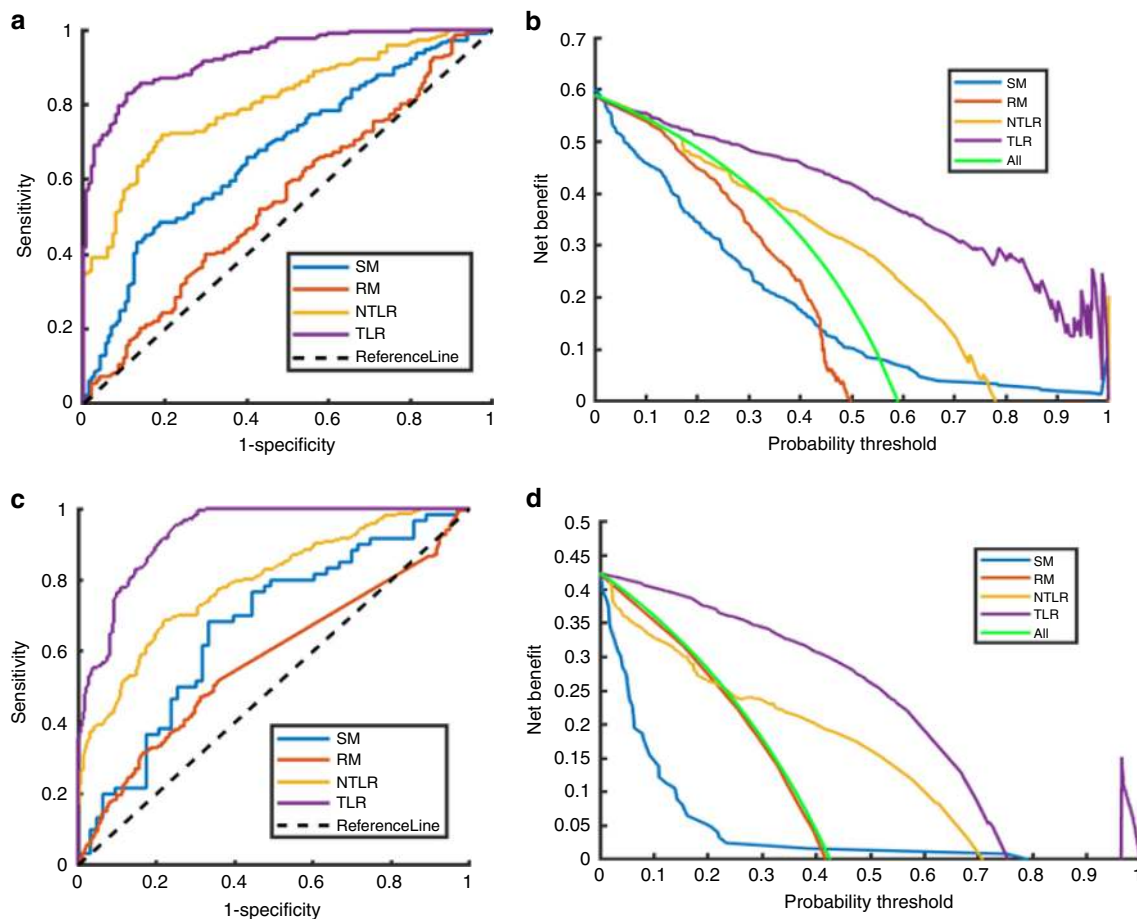 a
1
0.8
0.6
0.4
0.2
0
0
0.2
0.4
0.6
0.8
1
Sensitivity
1-specificity
SM
RM
NTLR
TLR
ReferenceLine
b
0.7
0.6
0.5
0.4
0.3
0.2
0.1
0
0
0.1
0.2
0.3
0.4
0.5
0.6
0.7
0.8
0.9
1
Net benefit
Probability threshold
SM
RM
NTLR
TLR
All
c
1
0.8
0.6
0.4
0.2
0
0
0.2
0.4
0.6
0.8
1
Sensitivity
1-specificity
SM
RM
NTLR
TLR
ReferenceLine
d
0.5
0.45
0.4
0.35
0.3
0.25
0.2
0.15
0.1
0.05
0
0
0.1
0.2
0.3
0.4
0.5
0.6
0.7
0.8
0.9
1
Net benefit
Probability threshold
SM
RM
NTLR
TLR
All